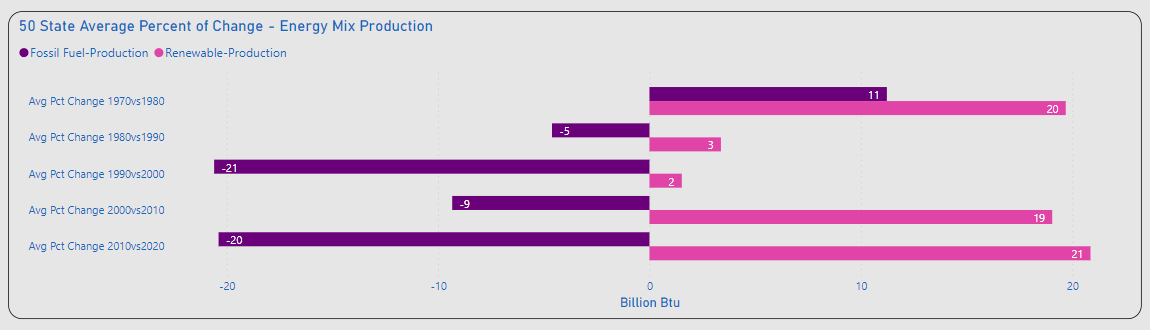 50 State Average Percent of Change - Energy Mix Production
Fossil Fuel-Production Renewable-Production
Avg Pct Change 1970vs1980
11
20
Avg Pct Change 1980vs1990
-5
3
Avg Pct Change 1990vs2000
-21
2
Avg Pct Change 2000vs2010
-9
19
Avg Pct Change 2010vs2020
-20
21
-20 -10 0 10 20
Billion Btu